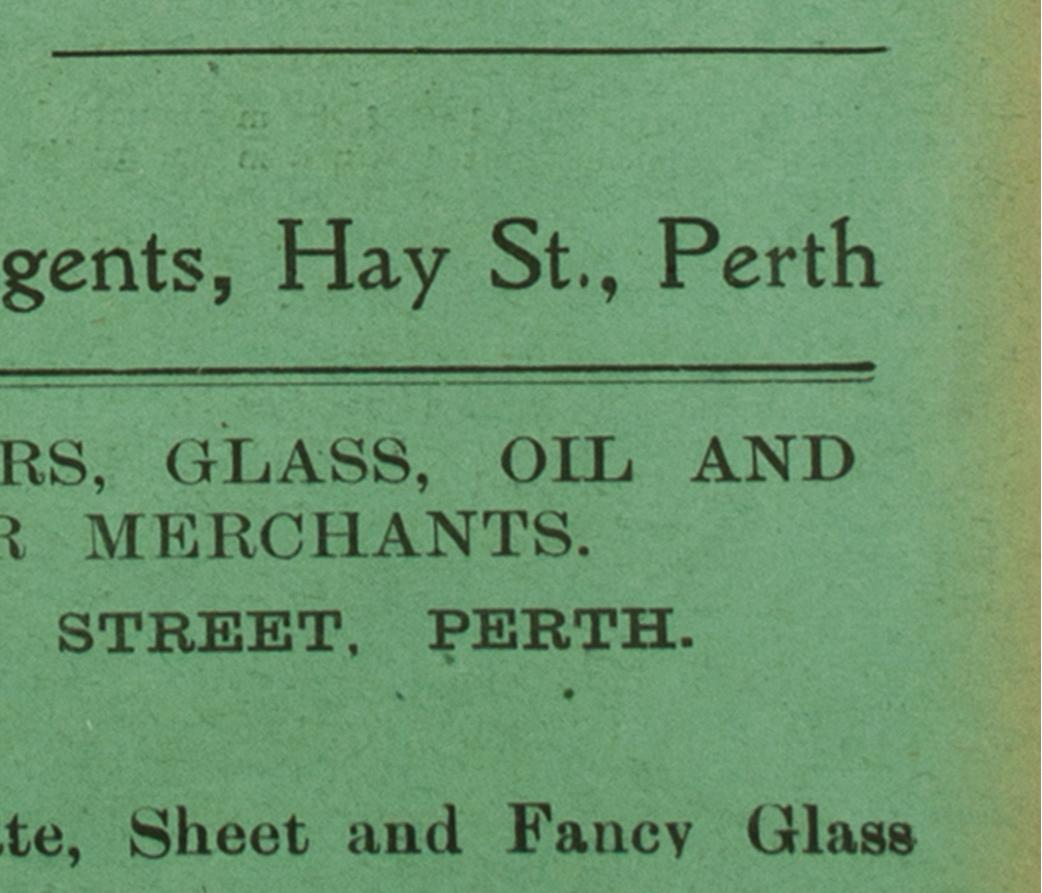 gents, Hay St., Perth
RS, GLASS, OIL AND
R MERCHANTS.
STREET, PERTH.
te, Sheet and Fancy Glass